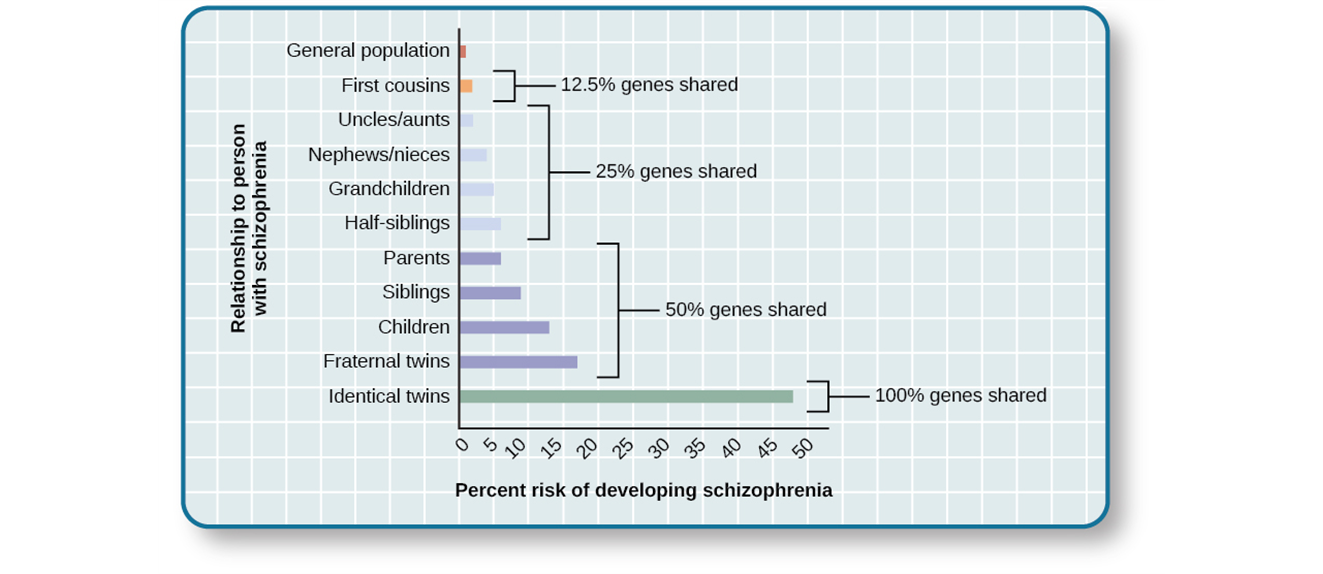 General population
First cousins
12.5% genes shared
Uncles/aunts
Nephews/nieces
25% genes shared
Grandchildren
Half-siblings
Relationship to person
with schizophrenia
Parents
Siblings
50% genes shared
Children
Fraternal twins
Identical twins
100% genes shared
0 5 10 15 20 25 30 35 40 45 50
Percent risk of developing schizophrenia